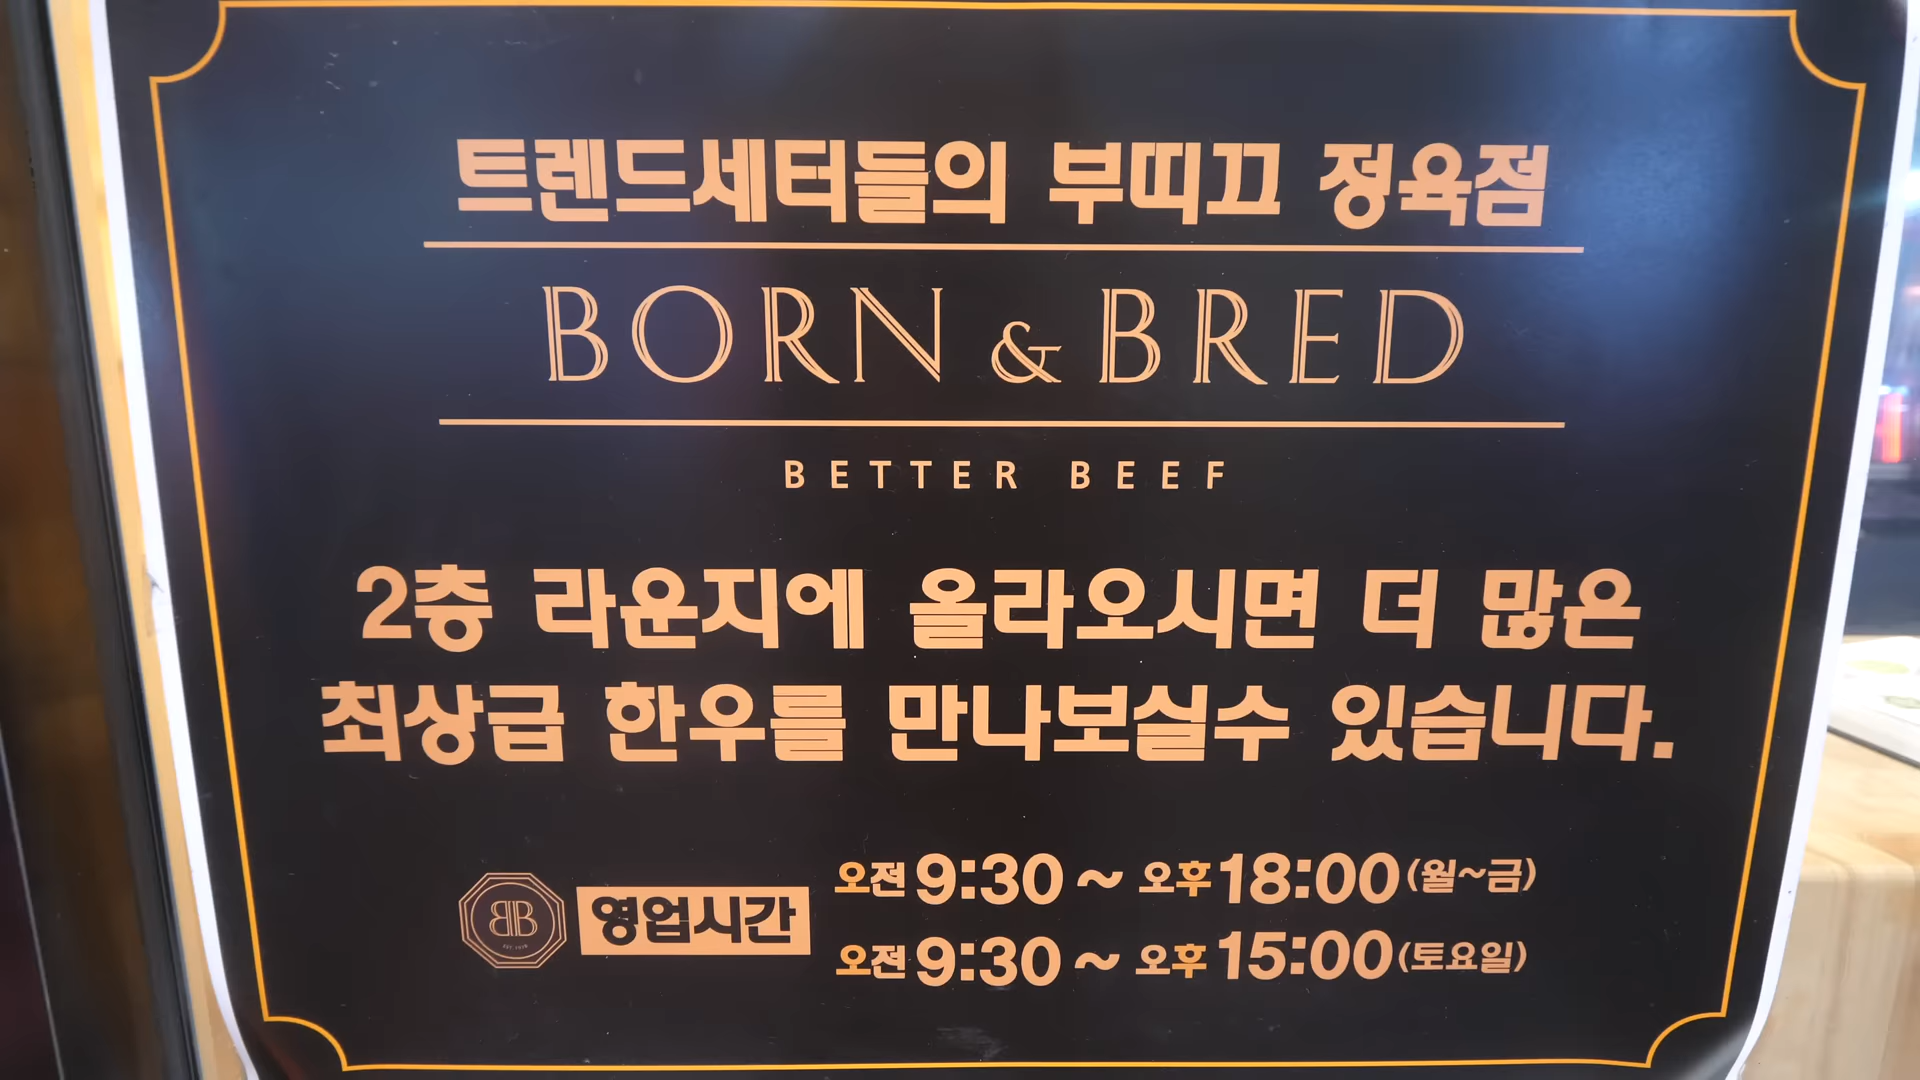 트렌드세터들의 부띠끄 정육점
BORN & BRED
BETTER BEEF
2층 라운지에 올라오시면 더 많은
최상급 한우를 만나보실수 있습니다.
BB
영업시간
오전 9:30 ~ 오후 18:00 (월~금)
오전 9:30 ~ 오후 15:00 (토요일)